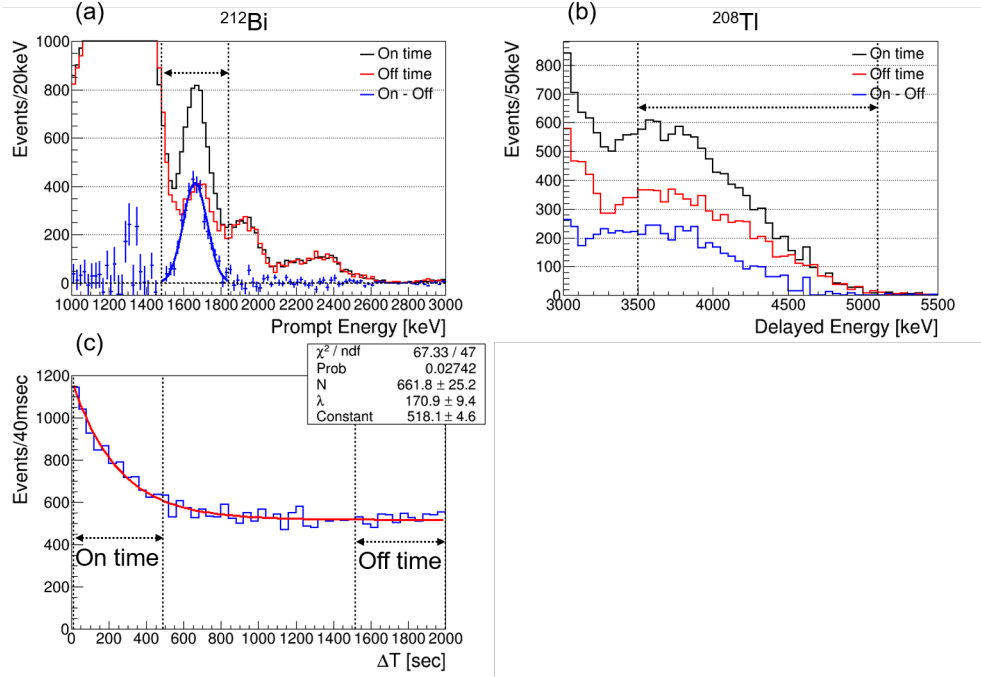 (a)
²¹²Bi
Events/20keV
1000
800
600
400
200
0
On time
Off time
On - Off
1000 1200 1400 1600 1800 2000 2200 2400 2600 2800 3000
Prompt Energy [keV]
(b)
²⁰⁸Tl
Events/50keV
800
700
600
500
400
300
200
100
0
On time
Off time
On - Off
3000 3500 4000 4500 5000 5500
Delayed Energy [keV]
(c)
χ² / ndf 67.33 / 47
Prob 0.02742
N 661.8 ± 25.2
λ 170.9 ± 9.4
Constant 518.1 ± 4.6
Events/40msec
1200
1000
800
600
400
200
0
On time
Off time
0 200 400 600 800 1000 1200 1400 1600 1800 2000
ΔT [sec]